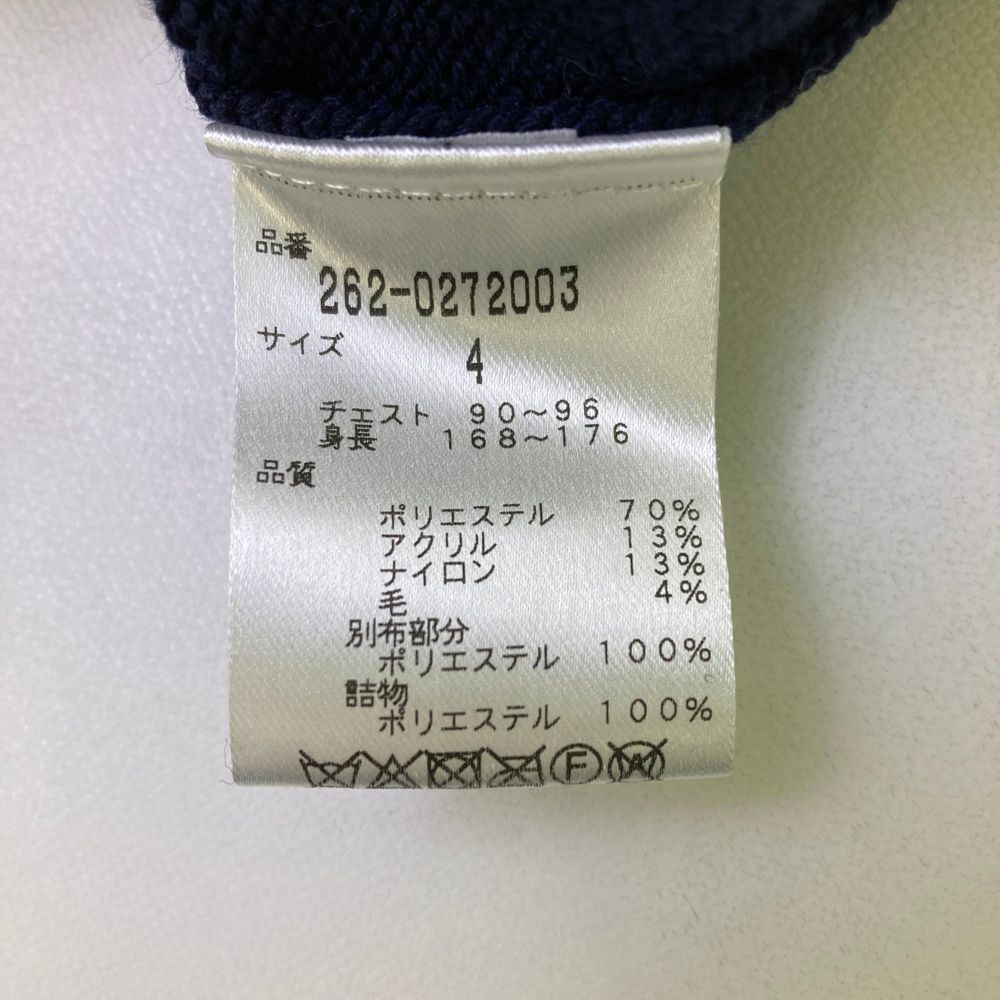 品番
262-0272003
サイズ
4
チェスト 90～96
身長 168～176
品質
ポリエステル 70%
アクリル 13%
ナイロン 13%
毛 4%
別布部分
ポリエステル 100%
詰物
ポリエステル 100%
F W